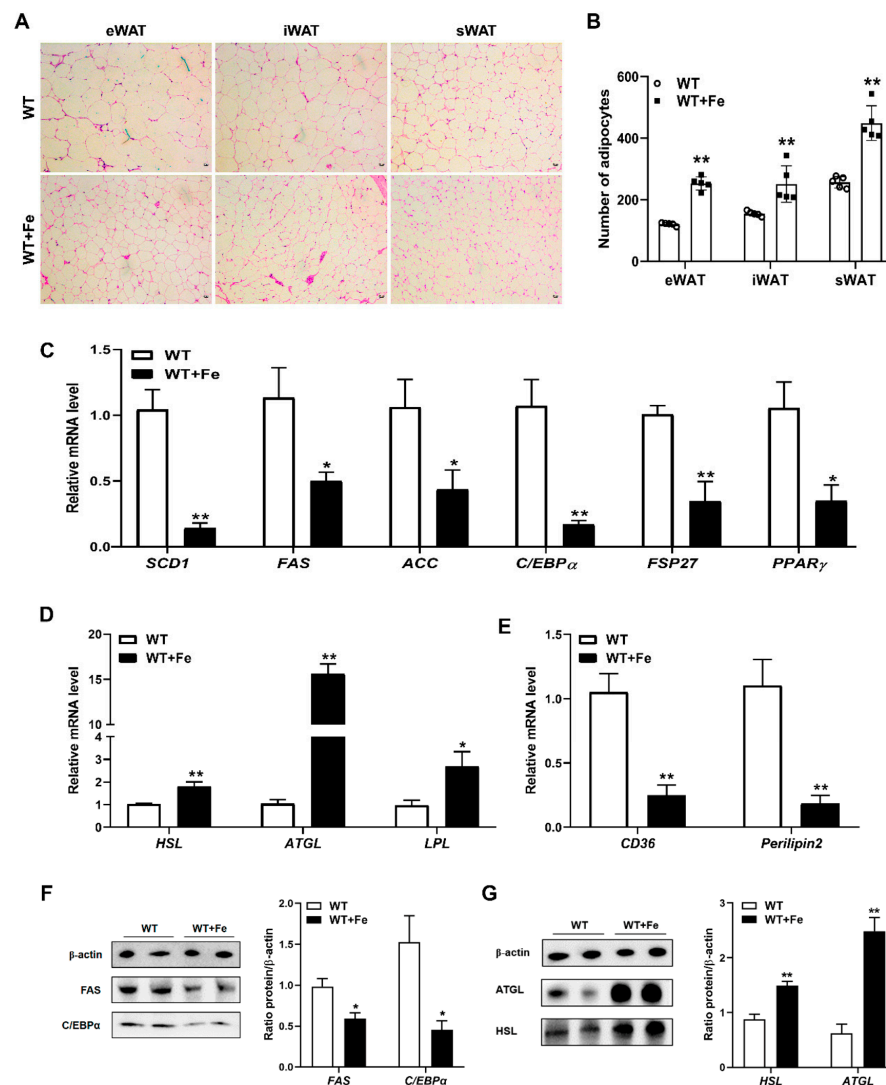 A
eWAT
iWAT
sWAT
WT
WT+Fe
B
WT
WT+Fe
Number of adipocytes
600
400
200
0
**
**
**
eWAT
iWAT
sWAT
C
WT
WT+Fe
Relative mRNA level
1.5
1.0
0.5
0.0
**
*
*
**
**
*
SCD1
FAS
ACC
C/EBPα
FSP27
PPARγ
D
WT
WT+Fe
Relative mRNA level
20
15
10
4
3
2
1
0
**
**
*
HSL
ATGL
LPL
E
WT
WT+Fe
Relative mRNA level
1.5
1.0
0.5
0.0
**
**
CD36
Perilipin2
F
WT
WT+Fe
β-actin
FAS
C/EBPα
WT
WT+Fe
Ratio protein/β-actin
2.0
1.5
1.0
0.5
0.0
*
*
FAS
C/EBPα
G
WT
WT+Fe
β-actin
ATGL
HSL
WT
WT+Fe
Ratio protein/β-actin
3
2
1
0
**
**
HSL
ATGL